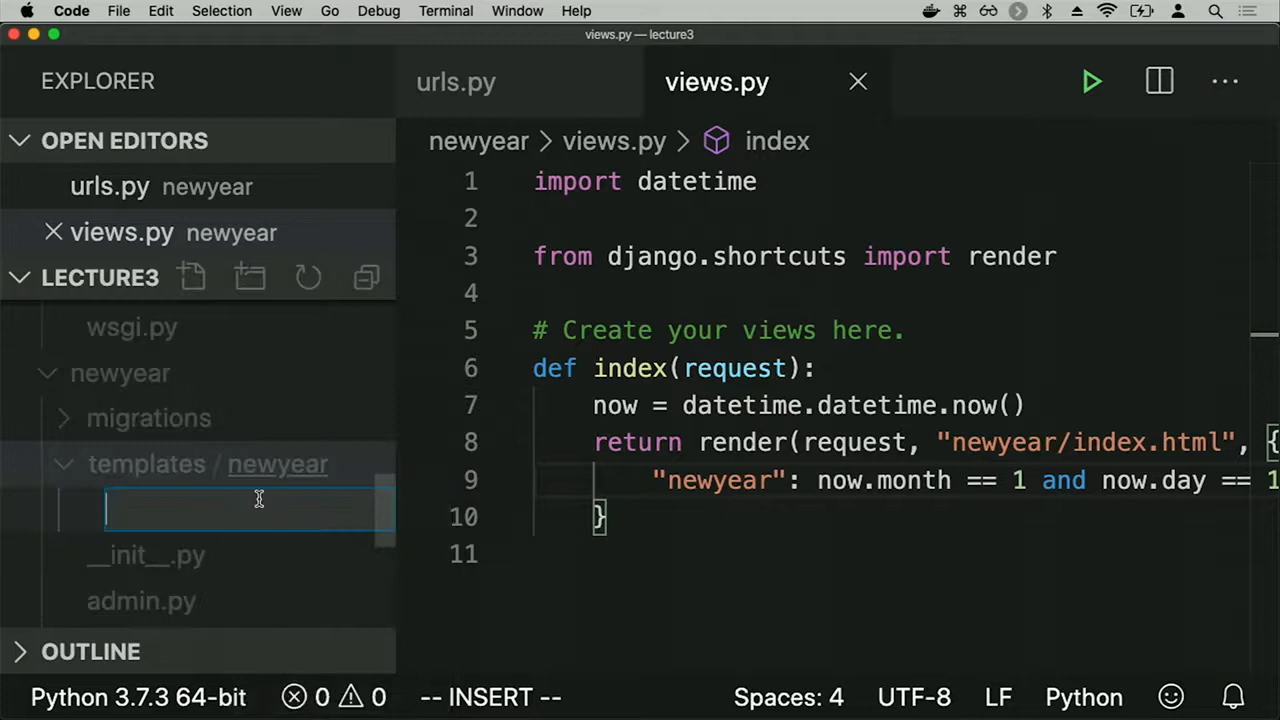 Code File Edit Selection View Go Debug Terminal Window Help
views.py — lecture3
EXPLORER
urls.py
views.py
OPEN EDITORS
newyear > views.py > index
urls.py newyear
views.py newyear
LECTURE3
wsgi.py
newyear
migrations
templates / newyear
__init__.py
admin.py
OUTLINE
1 import datetime
2
3 from django.shortcuts import render
4
5 # Create your views here.
6 def index(request):
7 now = datetime.datetime.now()
8 return render(request, "newyear/index.html", {
9 "newyear": now.month == 1 and now.day == 1
10 }
11
Python 3.7.3 64-bit 0 0 -- INSERT -- Spaces: 4 UTF-8 LF Python